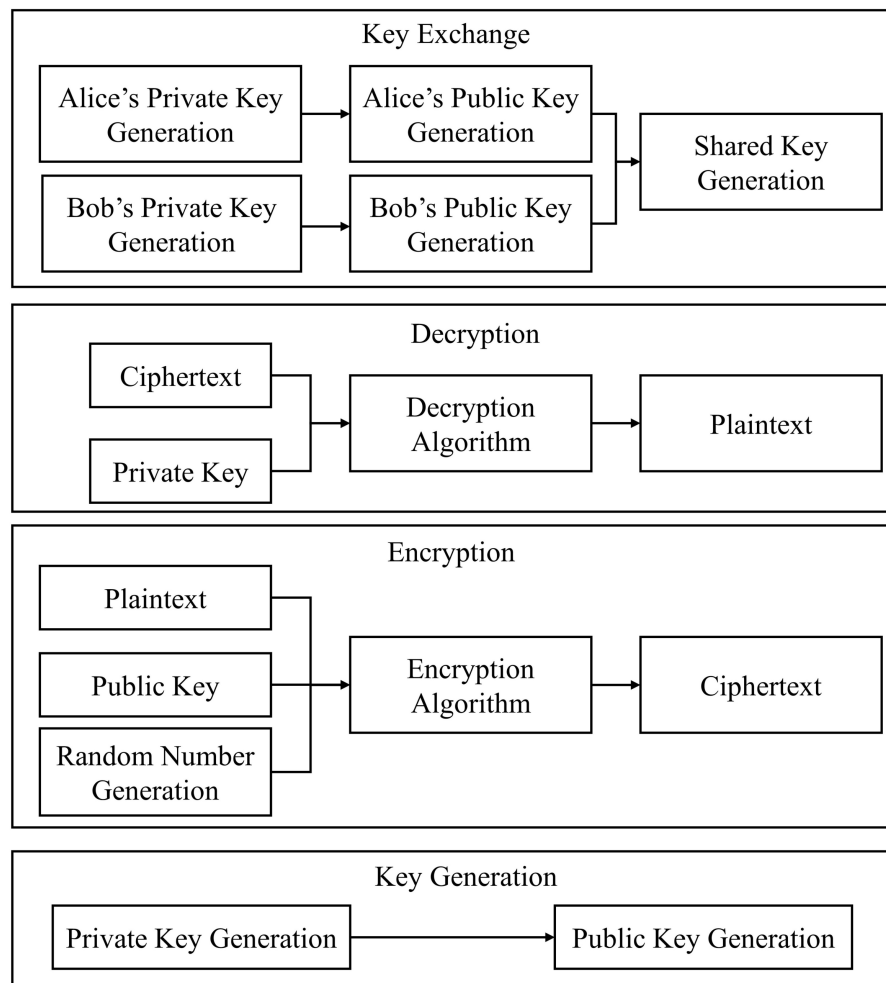 Key Exchange
Alice’s Private Key
Generation
Alice’s Public Key
Generation
Shared Key
Generation
Bob’s Private Key
Generation
Bob’s Public Key
Generation
Decryption
Ciphertext
Decryption
Algorithm
Plaintext
Private Key
Encryption
Plaintext
Public Key
Encryption
Algorithm
Ciphertext
Random Number
Generation
Key Generation
Private Key Generation
Public Key Generation